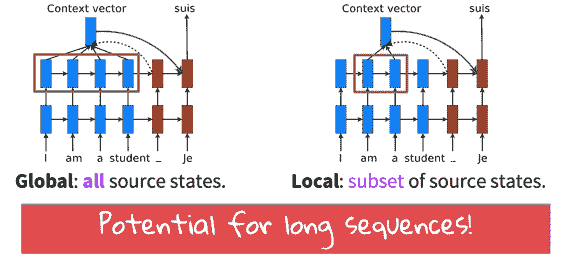 Context vector suis
I am a student _ Je
Global: all source states.
Context vector suis
I am a student _ Je
Local: subset of source states.
Potential for long sequences!